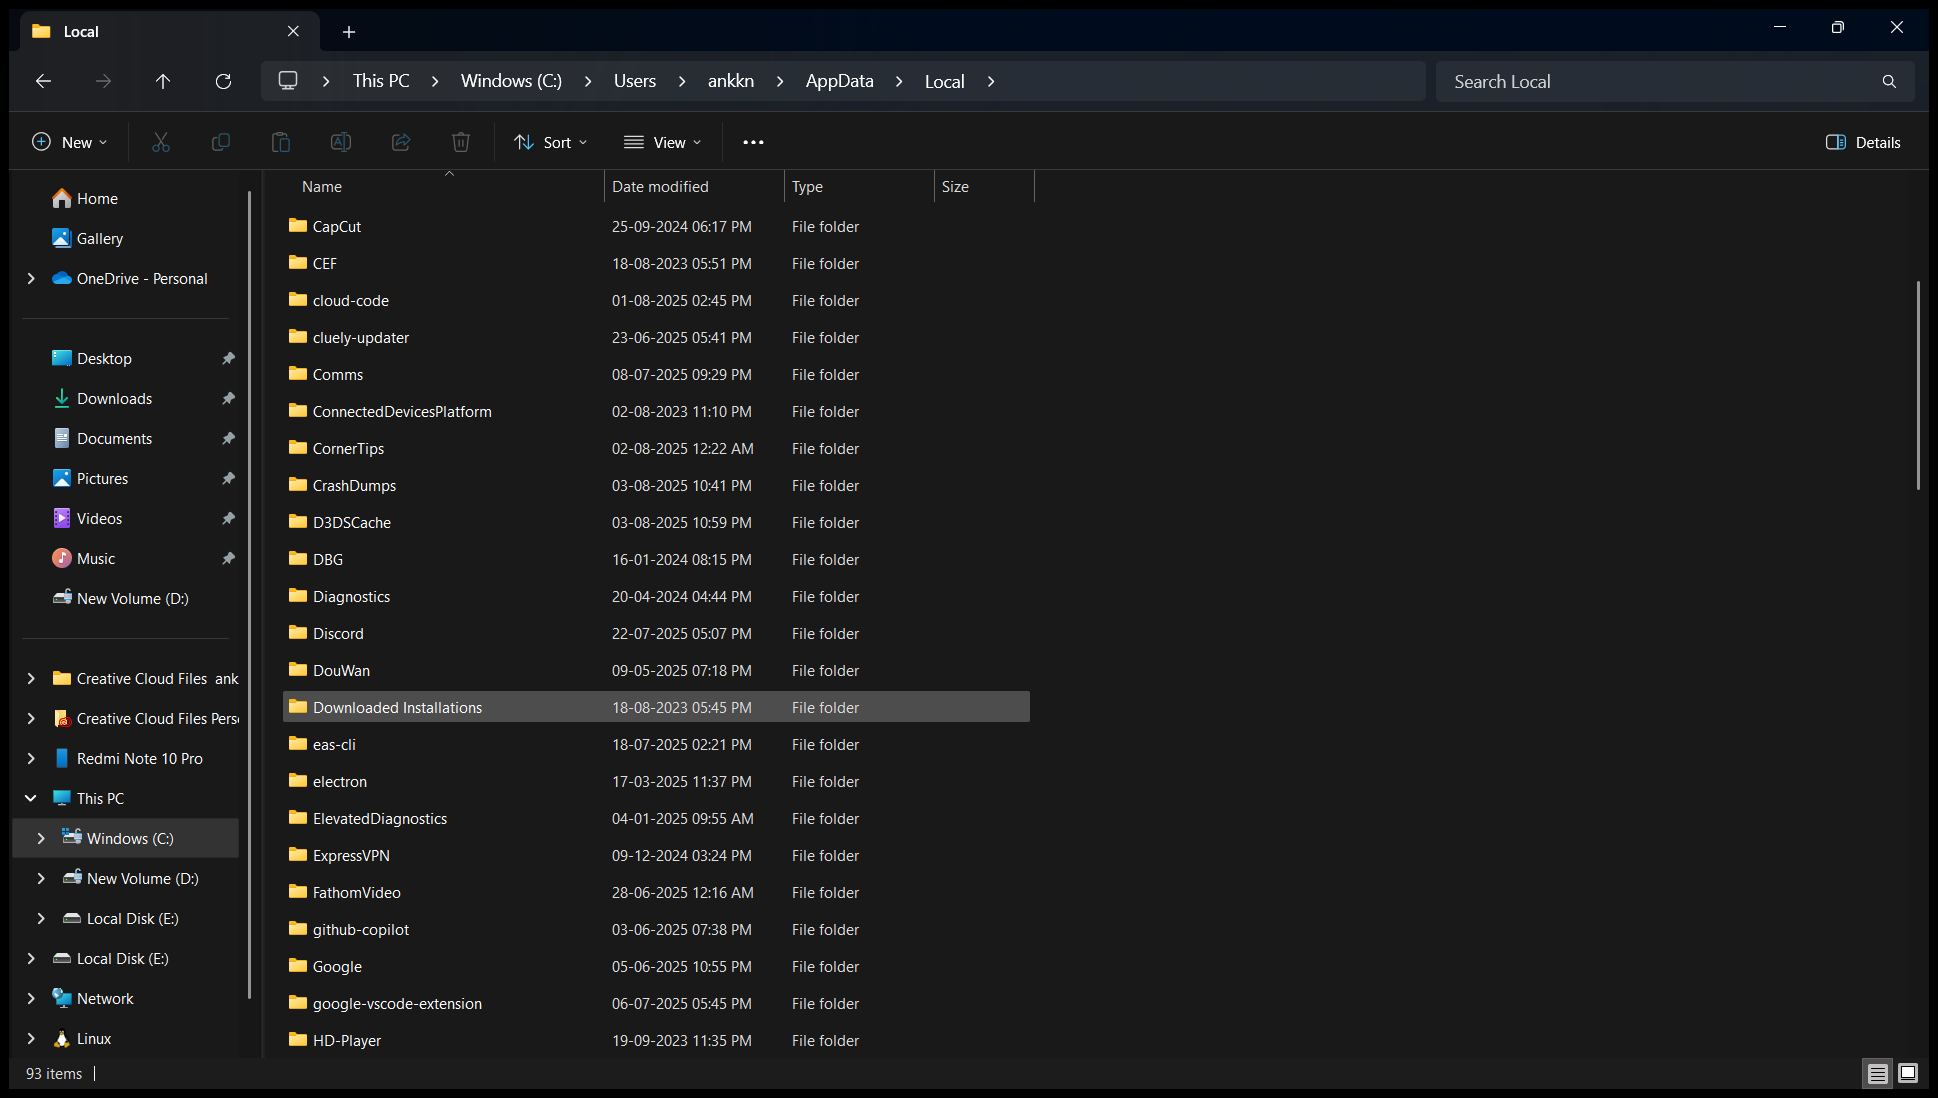 Local
This PC Windows (C:) Users ankkn AppData Local
Search Local
New Sort View Details
Home
Gallery
OneDrive - Personal
Desktop
Downloads
Documents
Pictures
Videos
Music
New Volume (D:)
Creative Cloud Files ank
Creative Cloud Files Pers
Redmi Note 10 Pro
This PC
Windows (C:)
New Volume (D:)
Local Disk (E:)
Local Disk (E:)
Network
Linux
Name Date modified Type Size
CapCut 25-09-2024 06:17 PM File folder
CEF 18-08-2023 05:51 PM File folder
cloud-code 01-08-2025 02:45 PM File folder
cluely-updater 23-06-2025 05:41 PM File folder
Comms 08-07-2025 09:29 PM File folder
ConnectedDevicesPlatform 02-08-2023 11:10 PM File folder
CornerTips 02-08-2025 12:22 AM File folder
CrashDumps 03-08-2025 10:41 PM File folder
D3DSCache 03-08-2025 10:59 PM File folder
DBG 16-01-2024 08:15 PM File folder
Diagnostics 20-04-2024 04:44 PM File folder
Discord 22-07-2025 05:07 PM File folder
DouWan 09-05-2025 07:18 PM File folder
Downloaded Installations 18-08-2023 05:45 PM File folder
eas-cli 18-07-2025 02:21 PM File folder
electron 17-03-2025 11:37 PM File folder
ElevatedDiagnostics 04-01-2025 09:55 AM File folder
ExpressVPN 09-12-2024 03:24 PM File folder
FathomVideo 28-06-2025 12:16 AM File folder
github-copilot 03-06-2025 07:38 PM File folder
Google 05-06-2025 10:55 PM File folder
google-vscode-extension 06-07-2025 05:45 PM File folder
HD-Player 19-09-2023 11:35 PM File folder
93 items